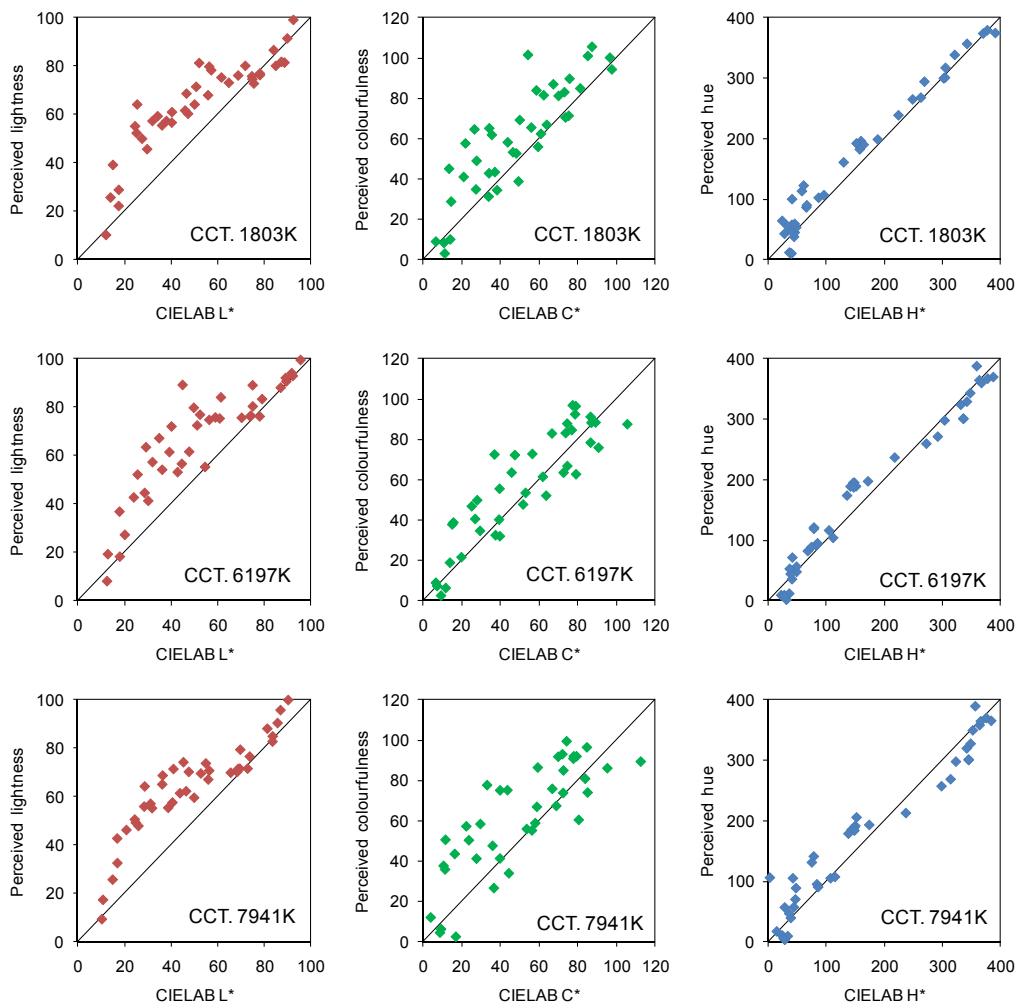 100
80
60
40
20
0
Perceived lightness
CCT. 1803K
0 20 40 60 80 100
CIELAB L*
120
100
80
60
40
20
0
Perceived colourfulness
CCT. 1803K
0 20 40 60 80 100 120
CIELAB C*
400
300
200
100
0
Perceived hue
CCT. 1803K
0 100 200 300 400
CIELAB H*
100
80
60
40
20
0
Perceived lightness
CCT. 6197K
0 20 40 60 80 100
CIELAB L*
120
100
80
60
40
20
0
Perceived colourfulness
CCT. 6197K
0 20 40 60 80 100 120
CIELAB C*
400
300
200
100
0
Perceived hue
CCT. 6197K
0 100 200 300 400
CIELAB H*
100
80
60
40
20
0
Perceived lightness
CCT. 7941K
0 20 40 60 80 100
CIELAB L*
120
100
80
60
40
20
0
Perceived colourfulness
CCT. 7941K
0 20 40 60 80 100 120
CIELAB C*
400
300
200
100
0
Perceived hue
CCT. 7941K
0 100 200 300 400
CIELAB H*